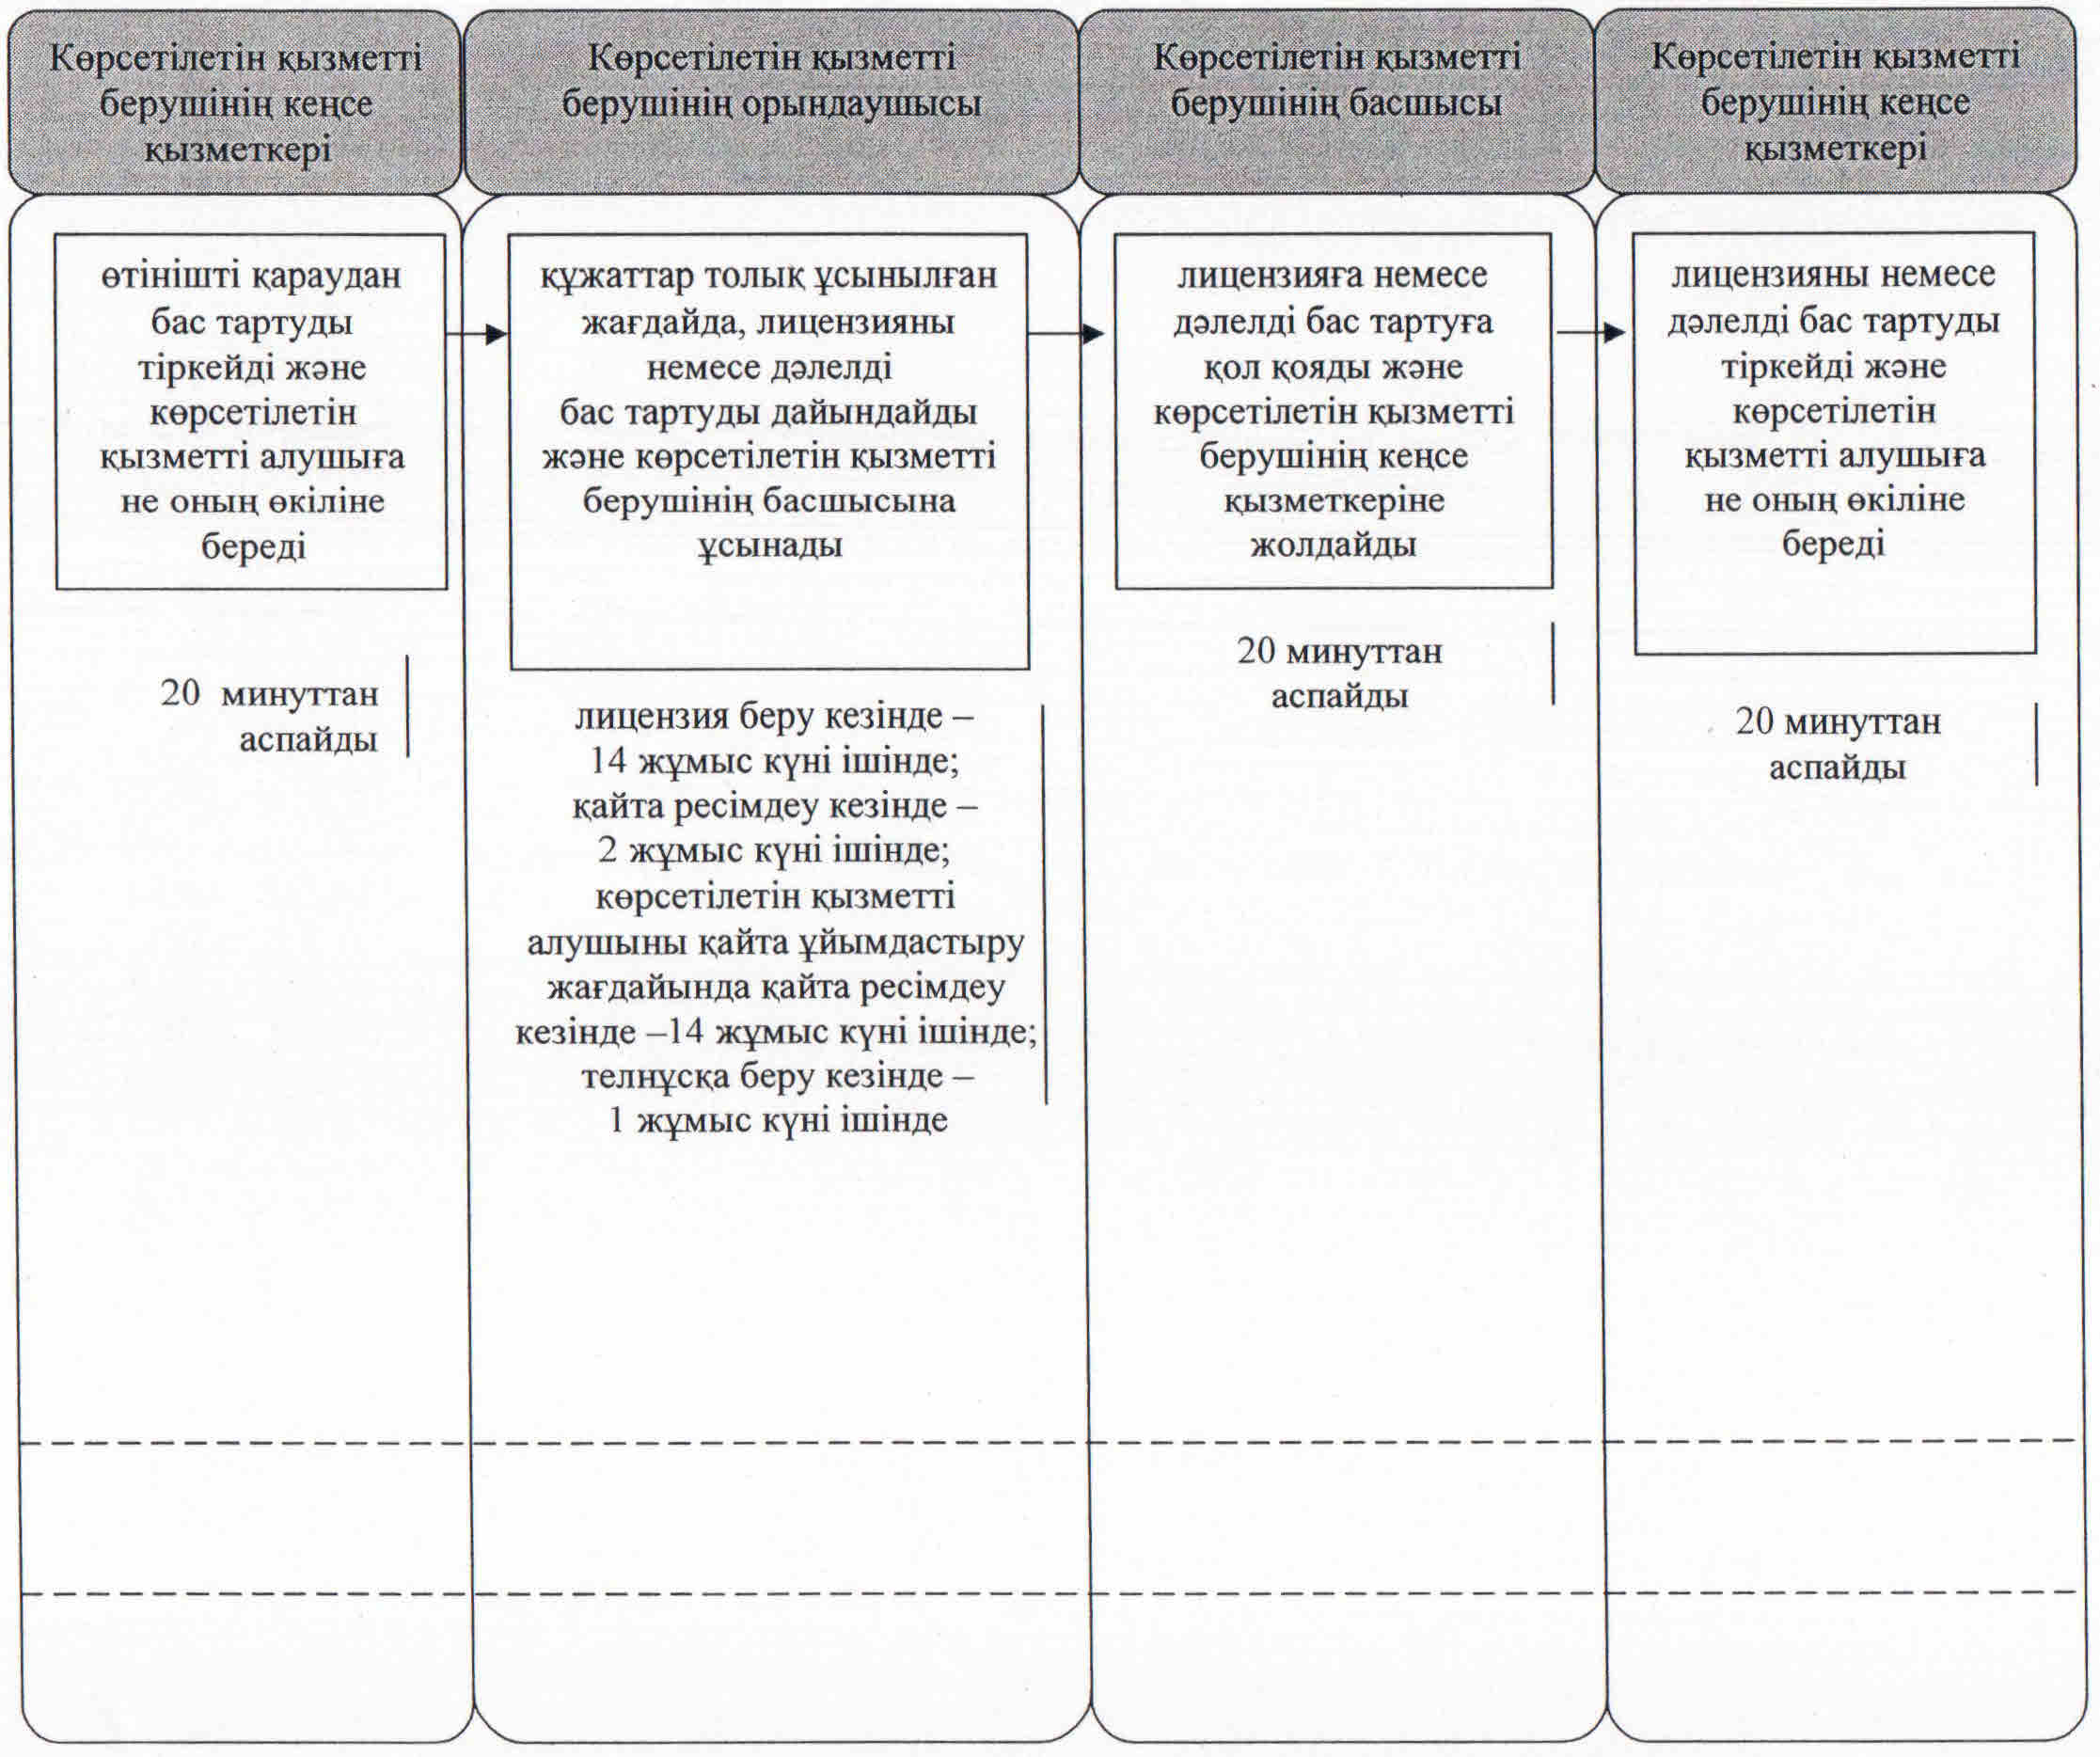 Көрсетілетін қызметті
берушінің кеңсе
қызметкері
Көрсетілетін қызметті
берушінің орындаушысы
Көрсетілетін қызметті
берушінің басшысы
Көрсетілетін қызметті
берушінің кеңсе
қызметкері
өтінішті қараудан
бас тартуды
тіркейді және
көрсетілетін
қызметті алушыға
не оның өкіліне
береді
20 минуттан
аспайды
құжаттар толық ұсынылған
жағдайда, лицензияны
немесе дәлелді
бас тартуды дайындайды
және көрсетілетін қызметті
берушінің басшысына
ұсынады
лицензия беру кезінде –
14 жұмыс күні ішінде;
қайта ресімдеу кезінде –
2 жұмыс күні ішінде;
көрсетілетін қызметті
алушыны қайта ұйымдастыру
жағдайында қайта ресімдеу
кезінде –14 жұмыс күні ішінде;
телнұсқа беру кезінде –
1 жұмыс күні ішінде
лицензияға немесе
дәлелді бас тартуға
қол қояды және
көрсетілетін қызметті
берушінің кеңсе
қызметкеріне
жолдайды
20 минуттан
аспайды
лицензияны немесе
дәлелді бас тартуды
тіркейді және
көрсетілетін
қызметті алушыға
не оның өкіліне
береді
20 минуттан
аспайды